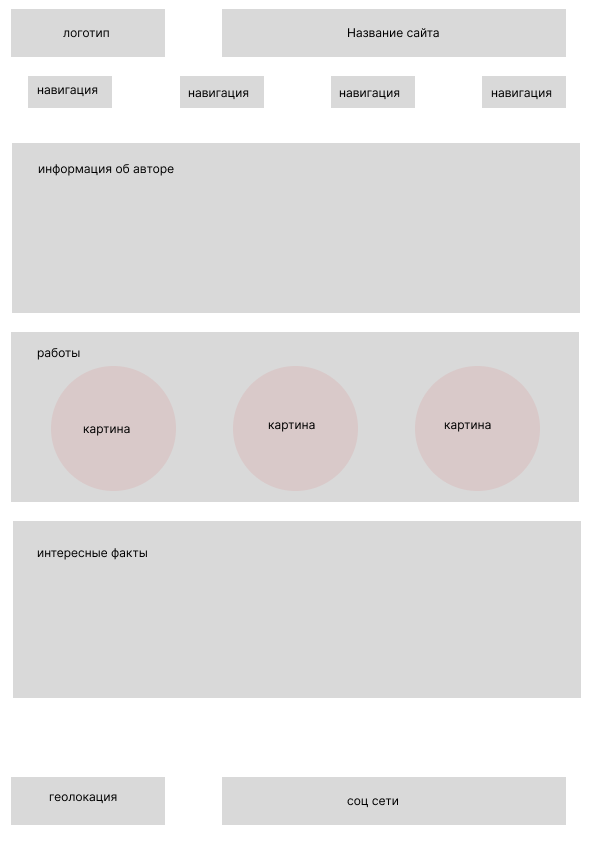 логотип
Название сайта
навигация
навигация
навигация
навигация
информация об авторе
работы
картина
картина
картина
интересные факты
геолокация
соц сети